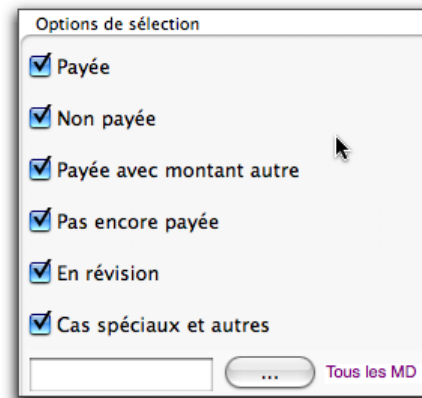 Options de sélection
Payée
Non payée
Payée avec montant autre
Pas encore payée
En révision
Cas spéciaux et autres
... Tous les MD